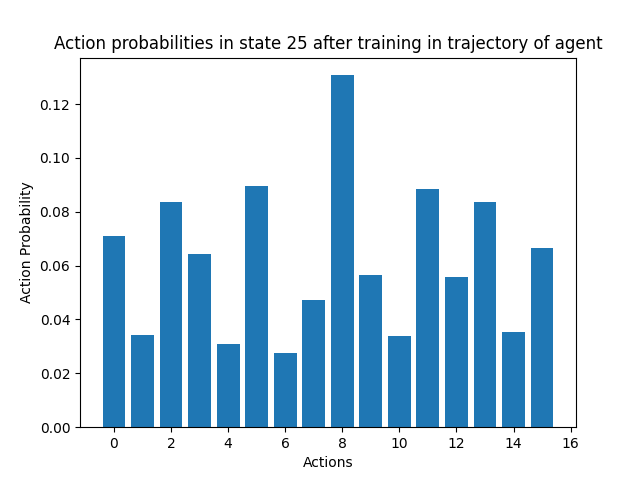 Action probabilities in state 25 after training in trajectory of agent
0.12
0.10
0.08
0.06
0.04
0.02
0.00
Action Probability
0 2 4 6 8 10 12 14 16
Actions